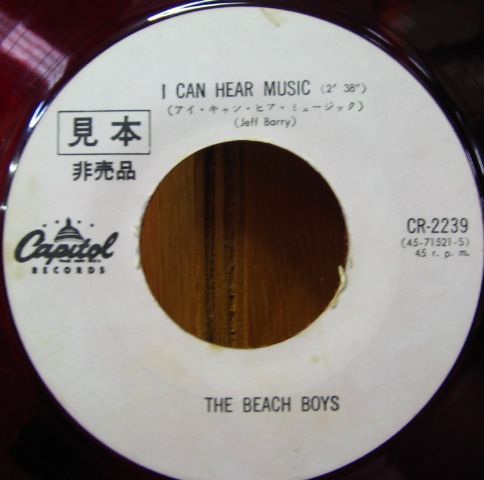 I CAN HEAR MUSIC (2' 38")
(アイ・キャン・ヒア・ミュージック)
(Jeff Barry)
見本
非売品
Capitol
RECORDS
CR-2239
(45-71521-S)
45 r. p. m.
THE BEACH BOYS